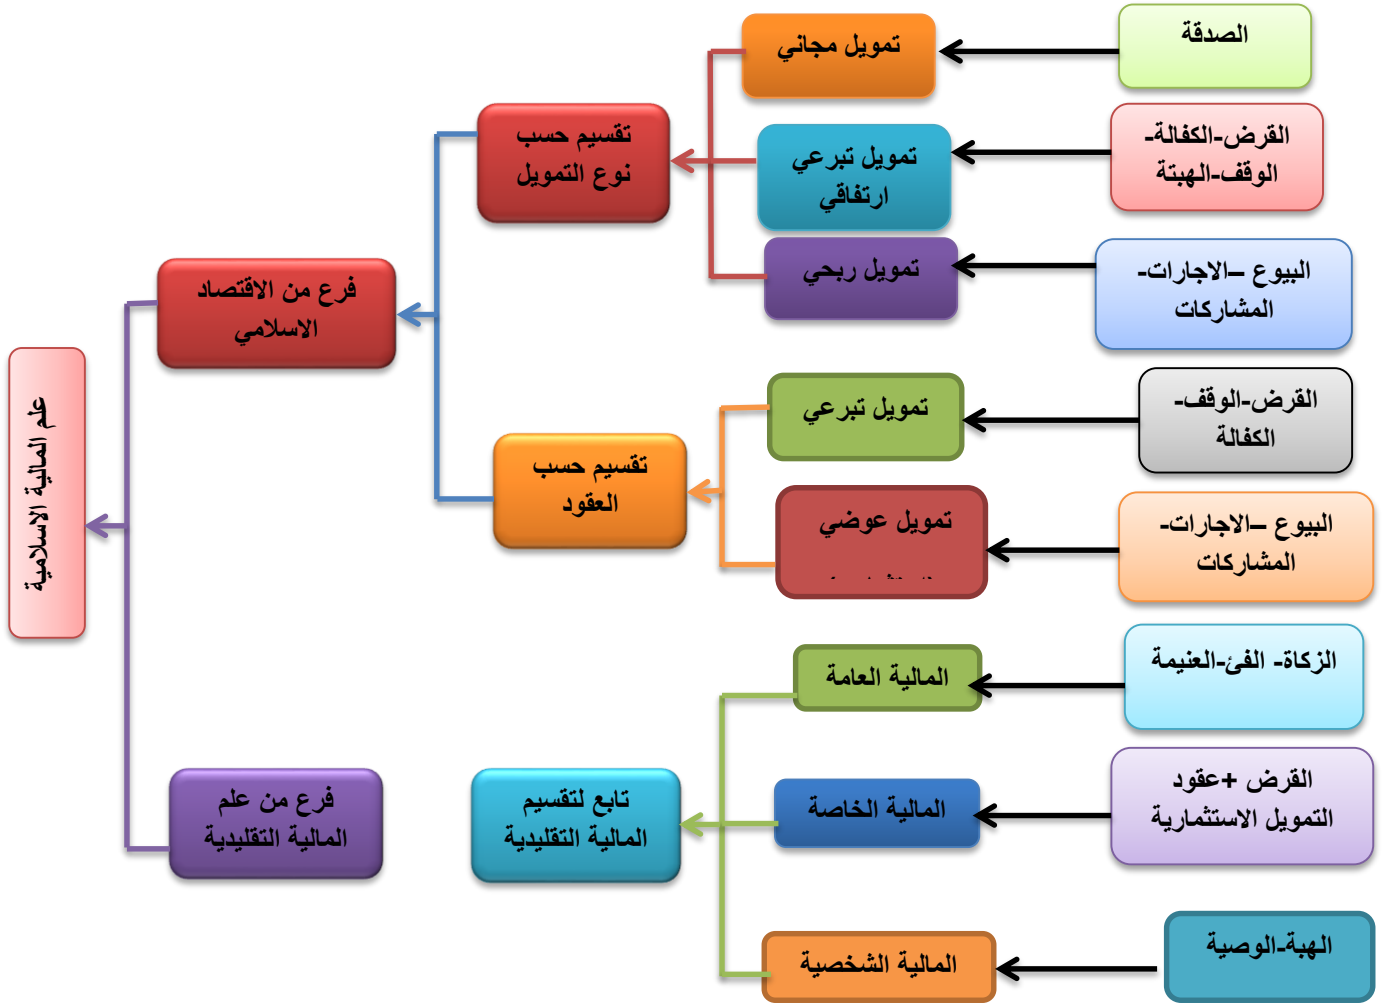 الصدقة
تمويل مجاني
القرض-الكفالة-
الوقف-الهبتة
تمويل تبرعي
ارتفاقي
تقسيم حسب
نوع التمويل
البيوع –الاجارات-
المشاركات
تمويل ربحي
فرع من الاقتصاد
الاسلامي
علم المالية الاسلامية
القرض-الوقف-
الكفالة
تمويل تبرعي
تقسيم حسب
العقود
البيوع –الاجارات-
المشاركات
تمويل عوضي
الزكاة- الفئ-العنيمة
المالية العامة
القرض +عقود
التمويل الاستثمارية
المالية الخاصة
تابع لتقسيم
المالية التقليدية
فرع من علم
المالية التقليدية
الهبة-الوصية
المالية الشخصية